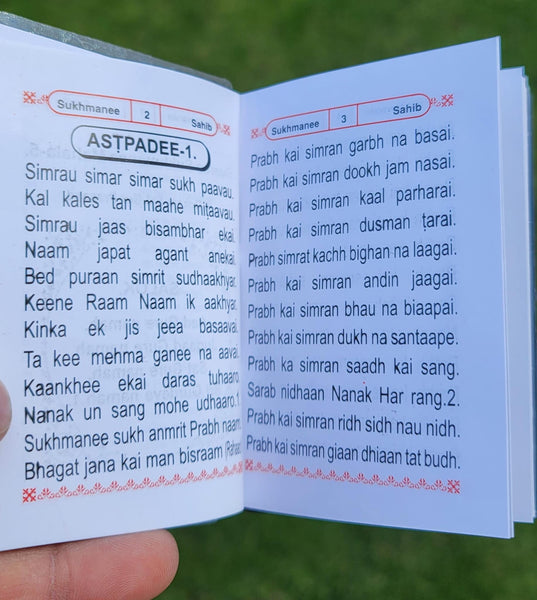 Sukhmanee 2 Sahib
ASTPADEE-1.
Simrau simar simar sukh paavau.
Kal kales tan maahe mitaavau.
Simrau jaas bisambhar ekai.
Naam japat agant anekai.
Bed puraan simrit sudhaakhyar.
Keene Raam Naam ik aakhyar.
Kinka ek jis jeea basaavai.
Ta kee mehma ganee na aavai.
Kaankhee ekai daras tuhaaro.
Nanak un sang mohe udhaaro.1.
Sukhmanee sukh anmrit Prabh naam.
Bhagat jana kai man bisraam (Rahaao
Sukhmanee 3 Sahib
Prabh kai simran garbh na basai.
Prabh kai simran dookh jam nasai.
Prabh kai simran kaal parharai.
Prabh kai simran dusman tarai.
Prabh simrat kachh bighan na laagai.
Prabh kai simran andin jaagai.
Prabh kai simran bhau na biaapai.
Prabh kai simran dukh na santaape.
Prabh ka simran saadh kai sang.
Sarab nidhaan Nanak Har rang.2.
Prabh kai simran ridh sidh nau nidh.
Prabh kai simran giaan dhiaan tat budh.